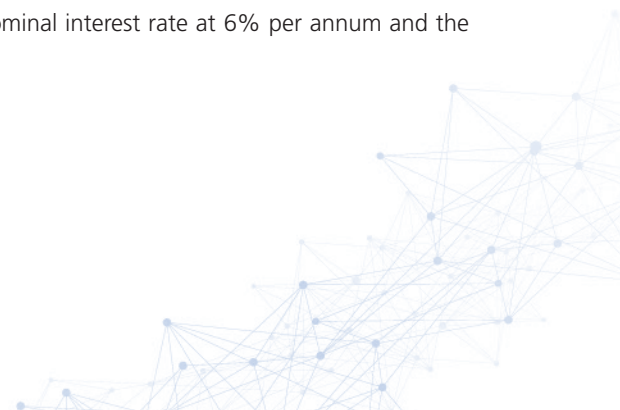 ominal interest rate at 6% per annum and the